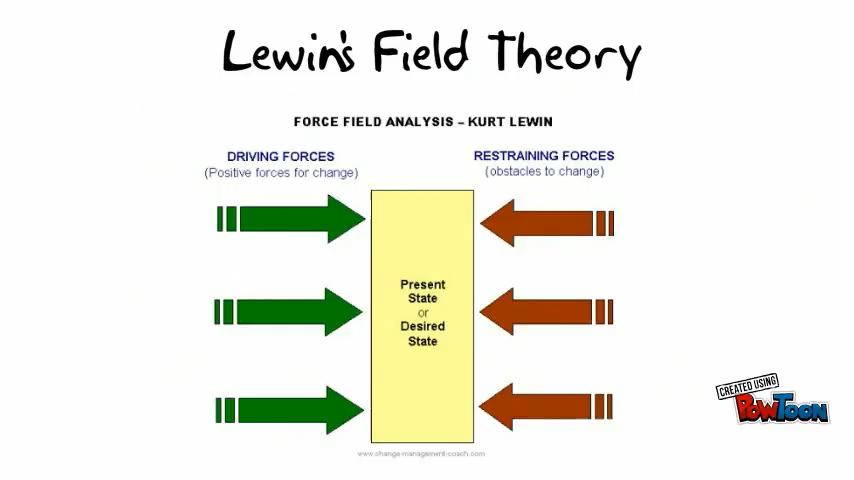 Lewin's Field Theory
FORCE FIELD ANALYSIS – KURT LEWIN
DRIVING FORCES
(Positive forces for change)
RESTRAINING FORCES
(obstacles to change)
Present
State
or
Desired
State
CREATED USING
POWTOON
www.change-management-coach.com